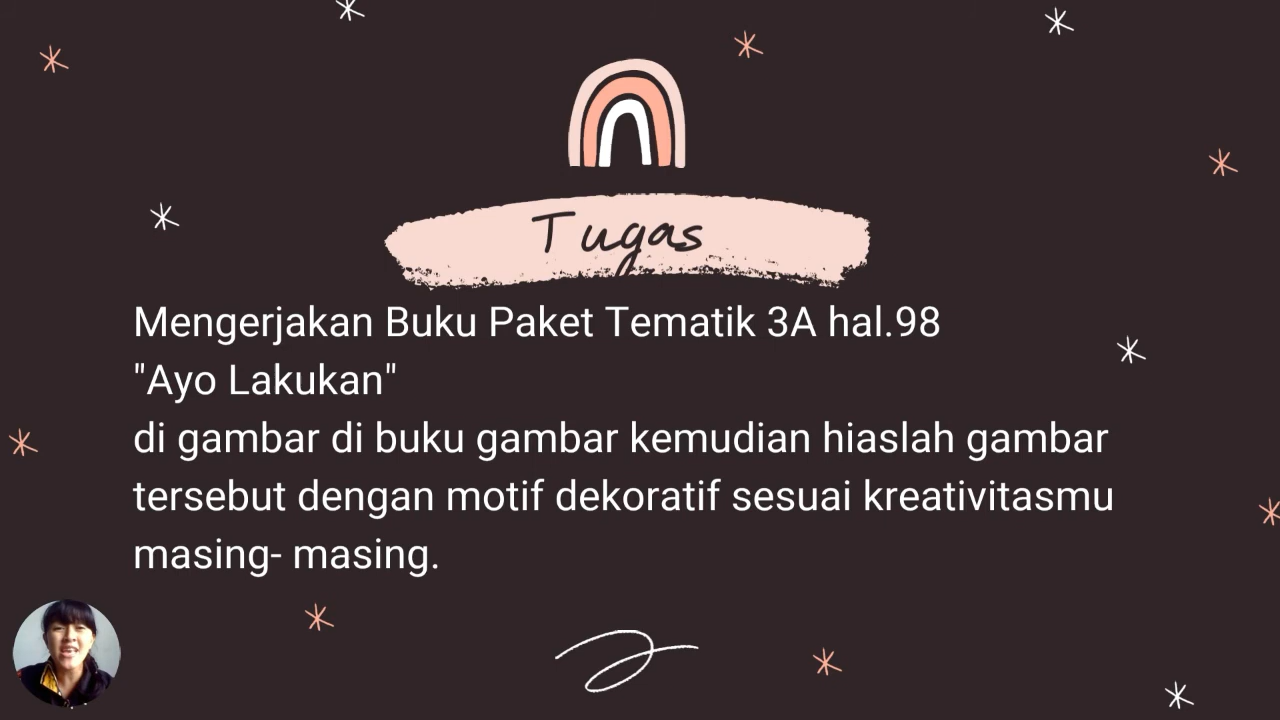 Tugas
Mengerjakan Buku Paket Tematik 3A hal.98
"Ayo Lakukan"
di gambar di buku gambar kemudian hiaslah gambar
tersebut dengan motif dekoratif sesuai kreativitasmu
masing- masing.